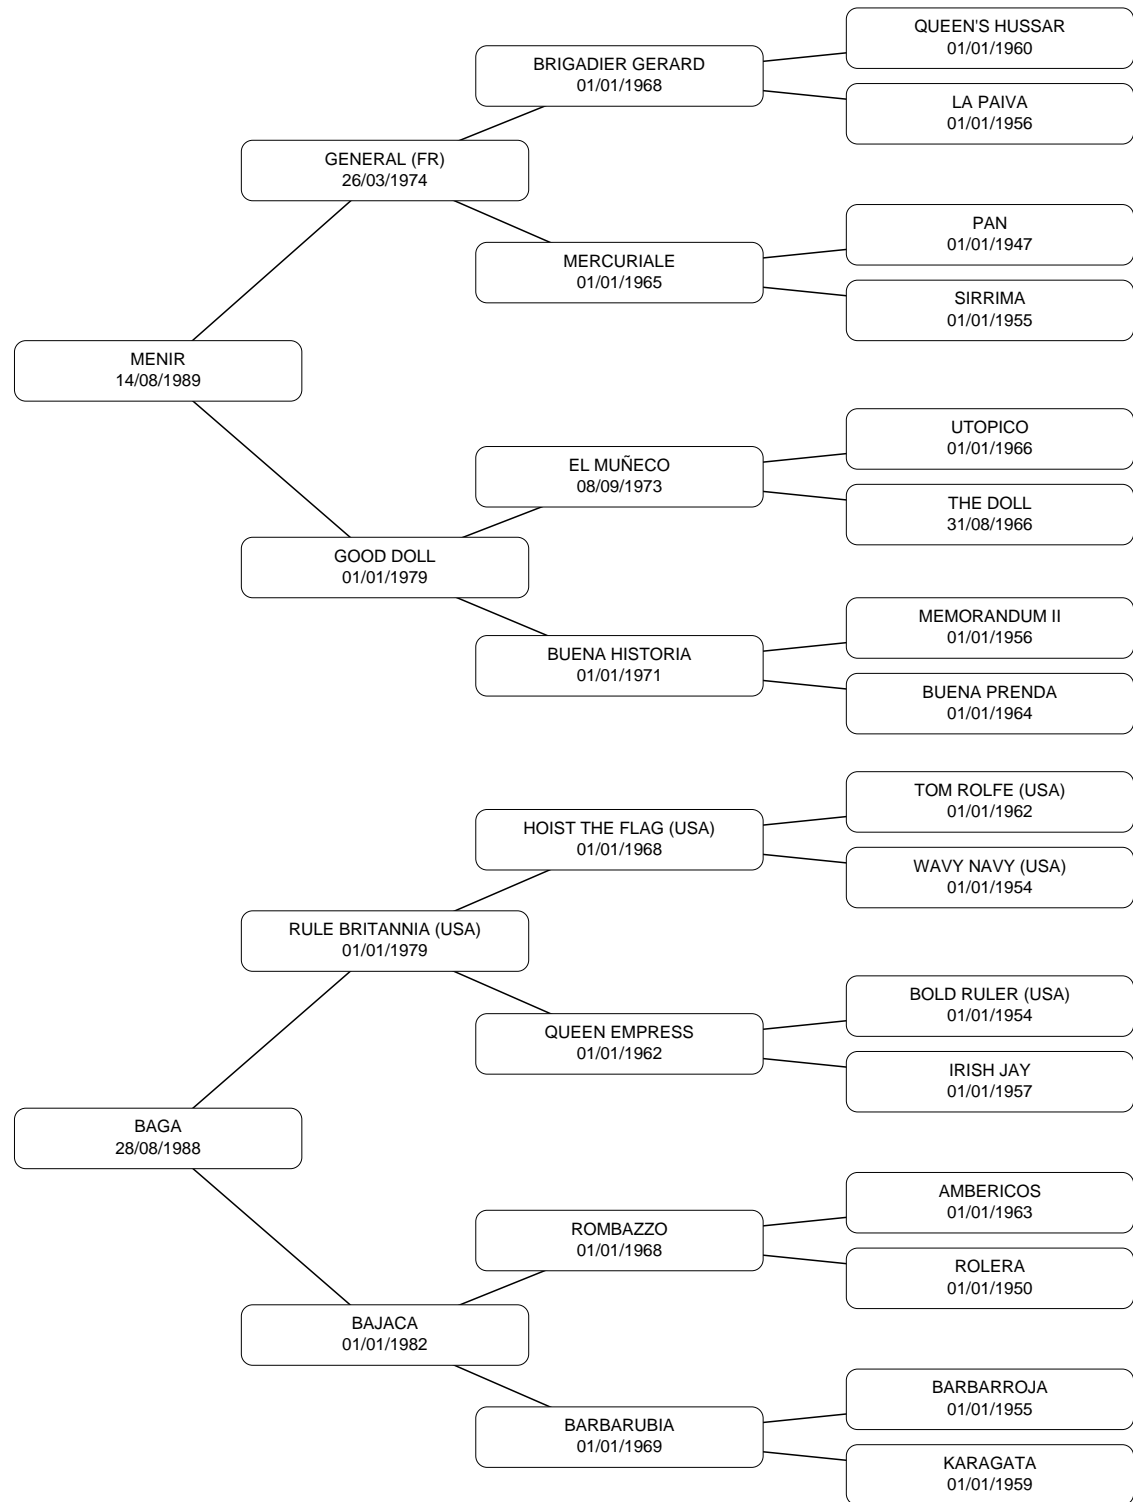 QUEEN'S HUSSAR
01/01/1960
BRIGADIER GERARD
01/01/1968
LA PAIVA
01/01/1956
GENERAL (FR)
26/03/1974
PAN
01/01/1947
MERCURIALE
01/01/1965
SIRRIMA
01/01/1955
MENIR
14/08/1989
UTOPICO
01/01/1966
EL MUÑECO
08/09/1973
THE DOLL
31/08/1966
GOOD DOLL
01/01/1979
MEMORANDUM II
01/01/1956
BUENA HISTORIA
01/01/1971
BUENA PRENDA
01/01/1964
TOM ROLFE (USA)
01/01/1962
HOIST THE FLAG (USA)
01/01/1968
WAVY NAVY (USA)
01/01/1954
RULE BRITANNIA (USA)
01/01/1979
BOLD RULER (USA)
01/01/1954
QUEEN EMPRESS
01/01/1962
IRISH JAY
01/01/1957
BAGA
28/08/1988
AMBERICOS
01/01/1963
ROMBAZZO
01/01/1968
ROLERA
01/01/1950
BAJACA
01/01/1982
BARBARROJA
01/01/1955
BARBARUBIA
01/01/1969
KARAGATA
01/01/1959